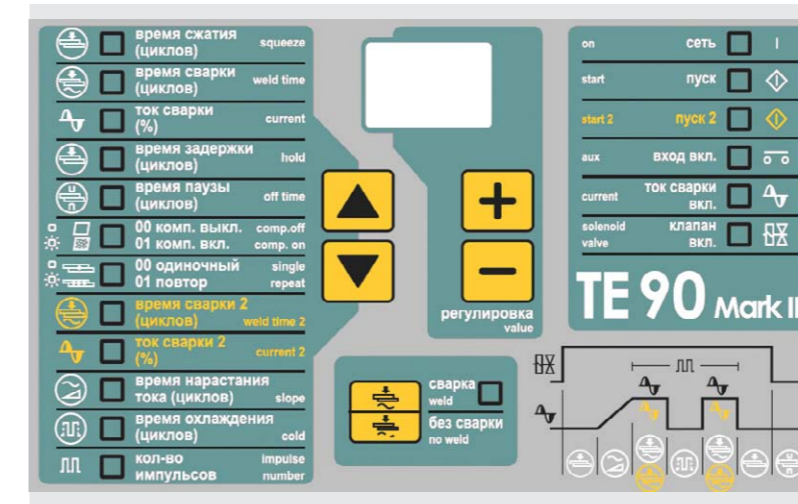 время сжатия
(циклов) squeeze
время сварки
(циклов) weld time
ток сварки
(%) current
время задержки
(циклов) hold
время паузы
(циклов) off time
00 комп. выкл. comp.off
01 комп. вкл. comp. on
00 одиночный single
01 повтор repeat
время сварки 2
(циклов) weld time 2
ток сварки 2
(%) current 2
время нарастания
тока (циклов) slope
время охлаждения
(циклов) cold
кол-во impulse
импульсов number
регулировка
value
сварка
weld
без сварки
no weld
on сеть I
start пуск
start 2 пуск 2
aux вход вкл.
current ток сварки
вкл.
solenoid клапан
valve вкл.
TE 90 Mark II